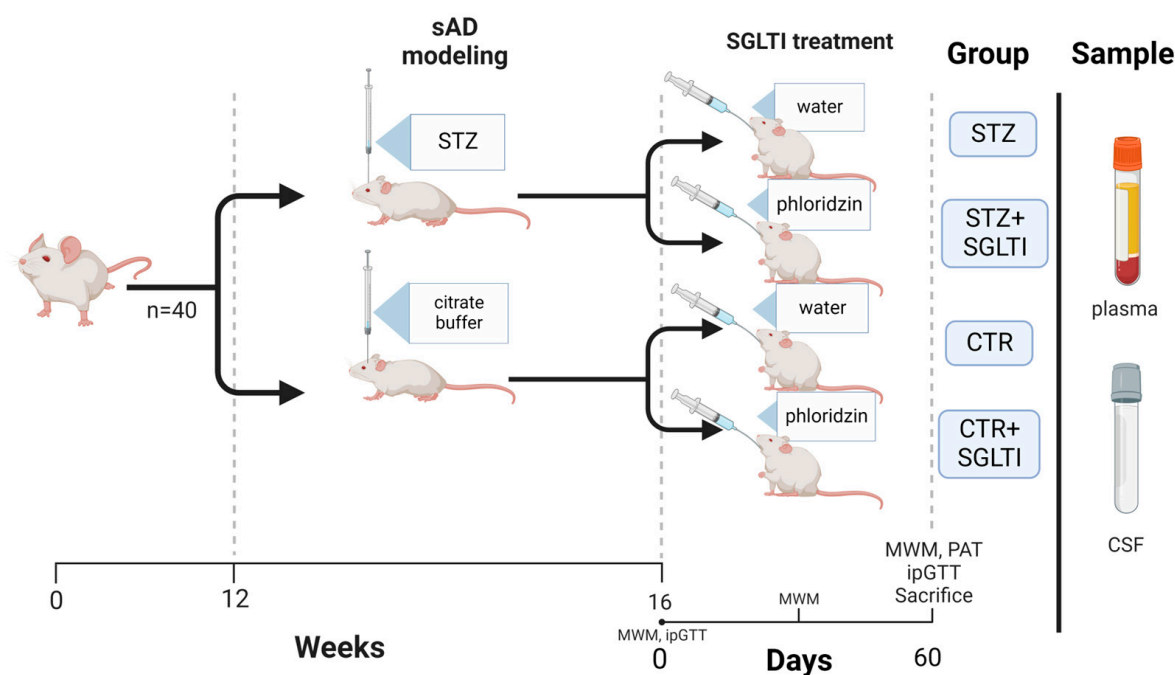 sAD
modeling
SGLTI treatment
Group
Sample
STZ
water
STZ
phloridzin
STZ+
SGLTI
n=40
citrate
buffer
water
CTR
plasma
phloridzin
CTR+
SGLTI
CSF
MWM, PAT
ipGTT
Sacrifice
0
12
16
MWM
MWM, ipGTT
Weeks
0
Days
60